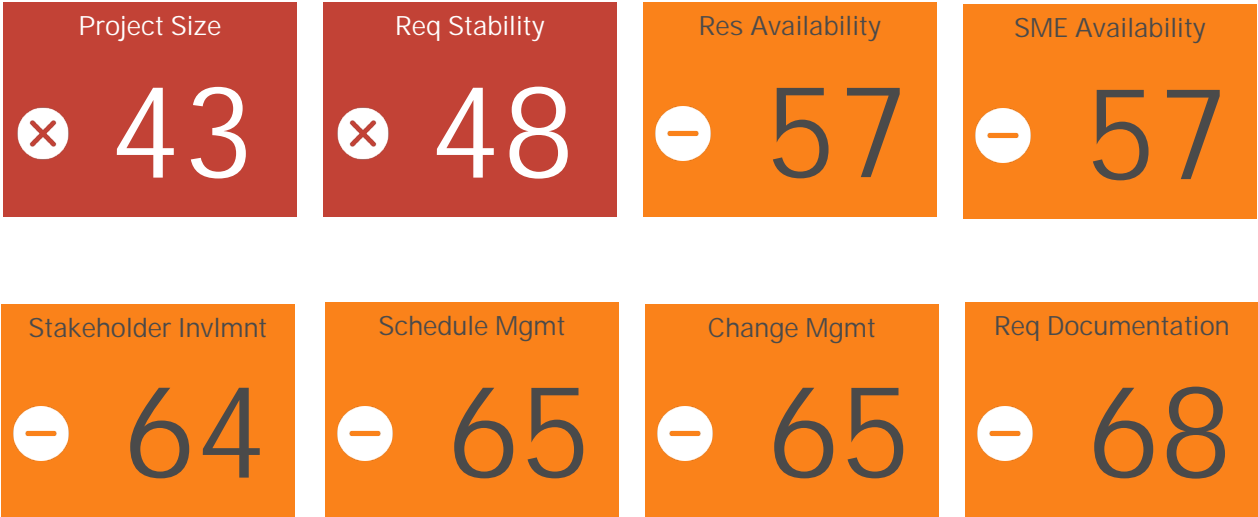 Project Size
43
Req Stability
48
Res Availability
57
SME Availability
57
Stakeholder Invlmnt
64
Schedule Mgmt
65
Change Mgmt
65
Req Documentation
68